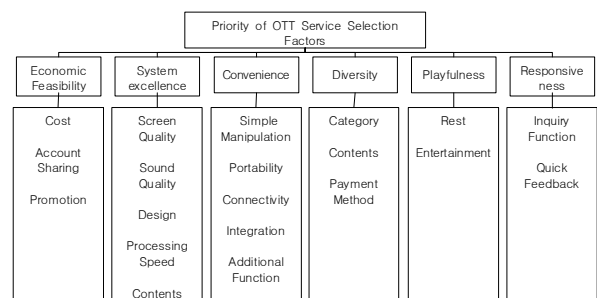 Priority of OTT Service Selection
Factors
Economic
Feasibility
System
excellence
Convenience
Diversity
Playfulness
Responsive
ness
Cost
Account
Sharing
Promotion
Screen
Quality
Sound
Quality
Design
Processing
Speed
Contents
Simple
Manipulation
Portability
Connectivity
Integration
Additional
Function
Category
Contents
Payment
Method
Rest
Entertainment
Inquiry
Function
Quick
Feedback